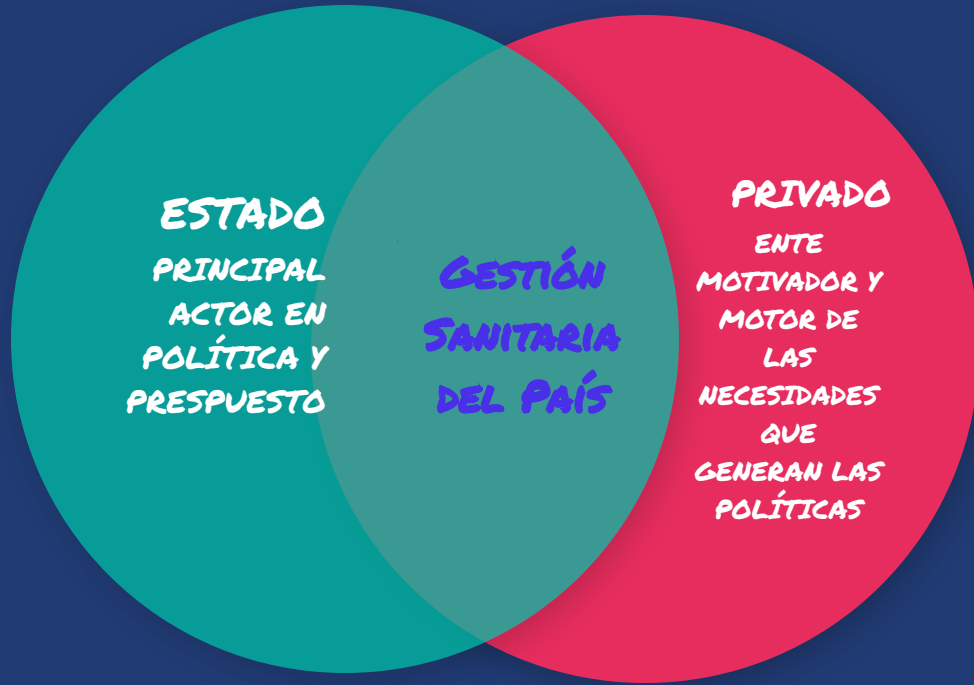 ESTADO
PRINCIPAL
ACTOR EN
POLÍTICA Y
PRESPUESTO
GESTIÓN
SANITARIA
DEL PAÍS
PRIVADO
ENTE
MOTIVADOR Y
MOTOR DE
LAS
NECESIDADES
QUE
GENERAN LAS
POLÍTICAS